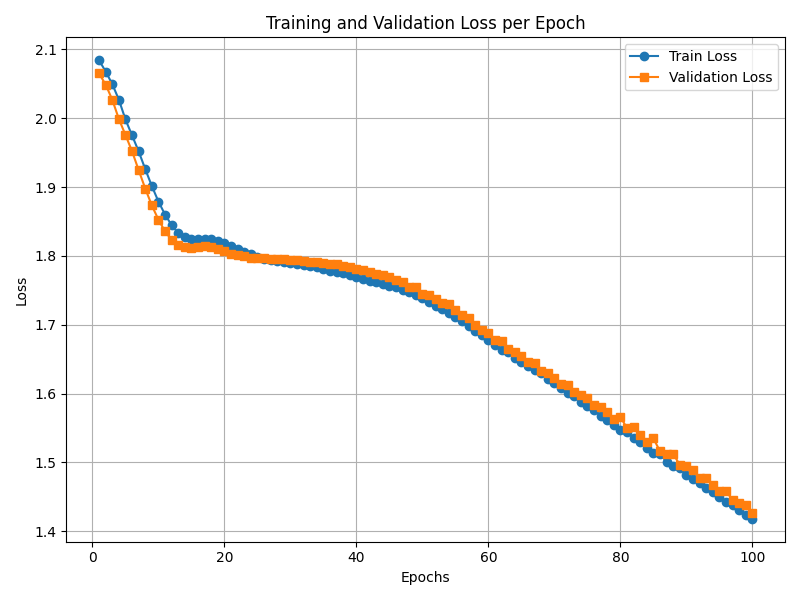 Training and Validation Loss per Epoch
Train Loss
Validation Loss
2.1
2.0
1.9
1.8
1.7
1.6
1.5
1.4
Loss
0 20 40 60 80 100
Epochs